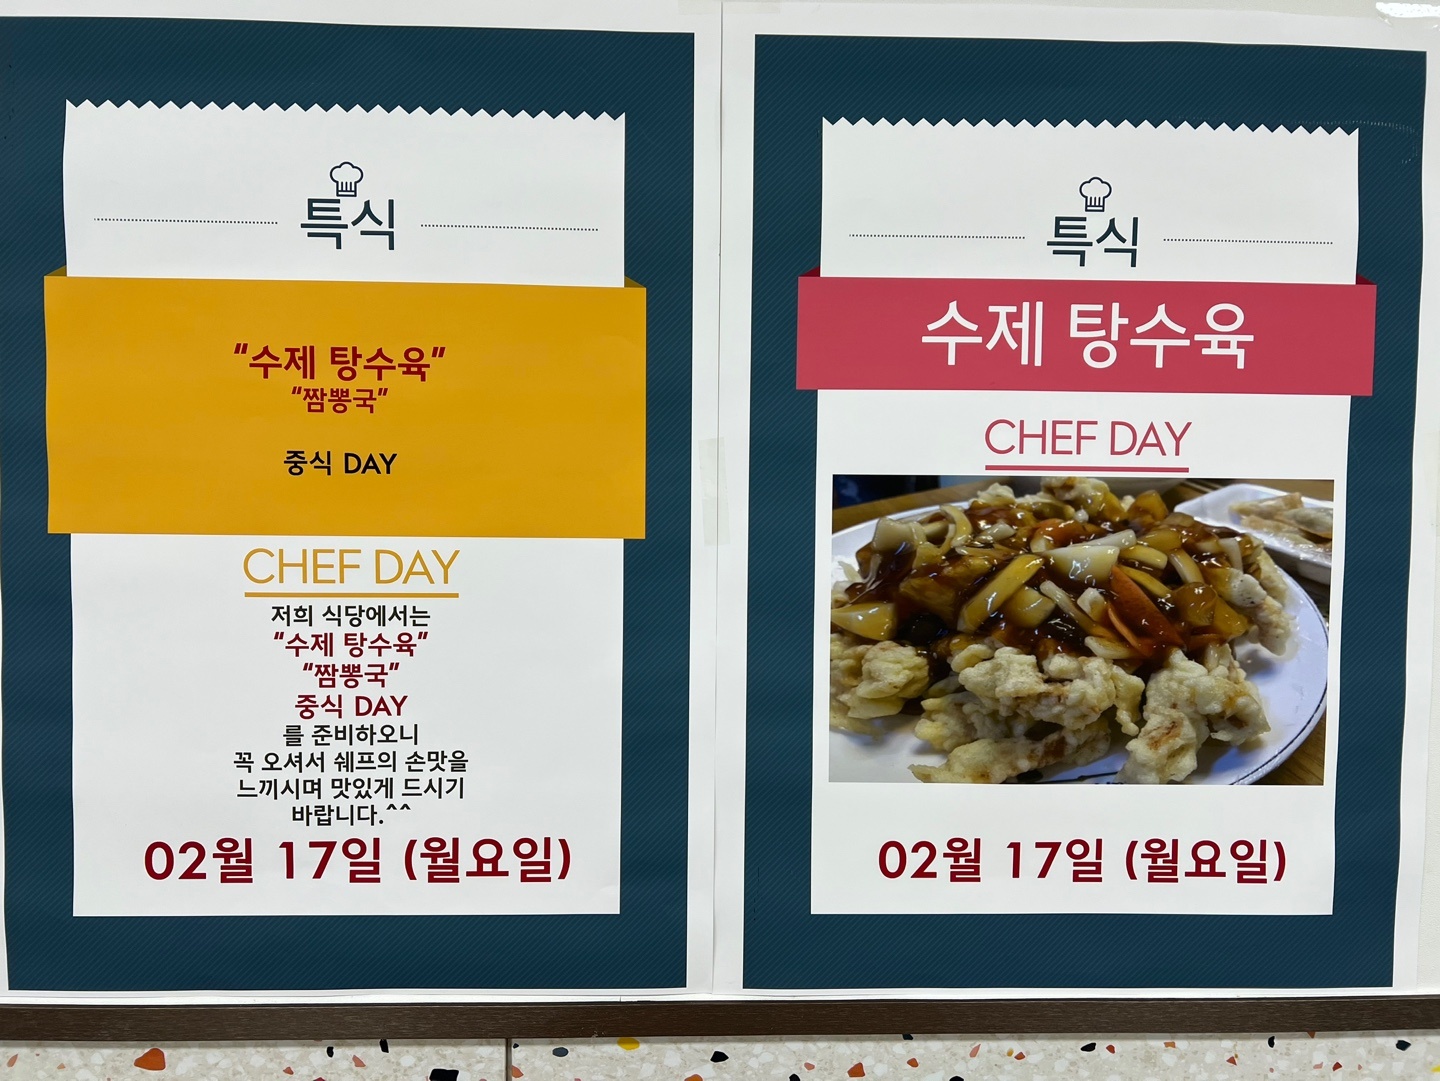 특식
“수제 탕수육”
“짬뽕국”
중식 DAY
CHEF DAY
저희 식당에서는
“수제 탕수육”
“짬뽕국”
중식 DAY
를 준비하오니
꼭 오셔서 쉐프의 손맛을
느끼시며 맛있게 드시기
바랍니다.^^
02월 17일 (월요일)
특식
수제 탕수육
CHEF DAY
02월 17일 (월요일)